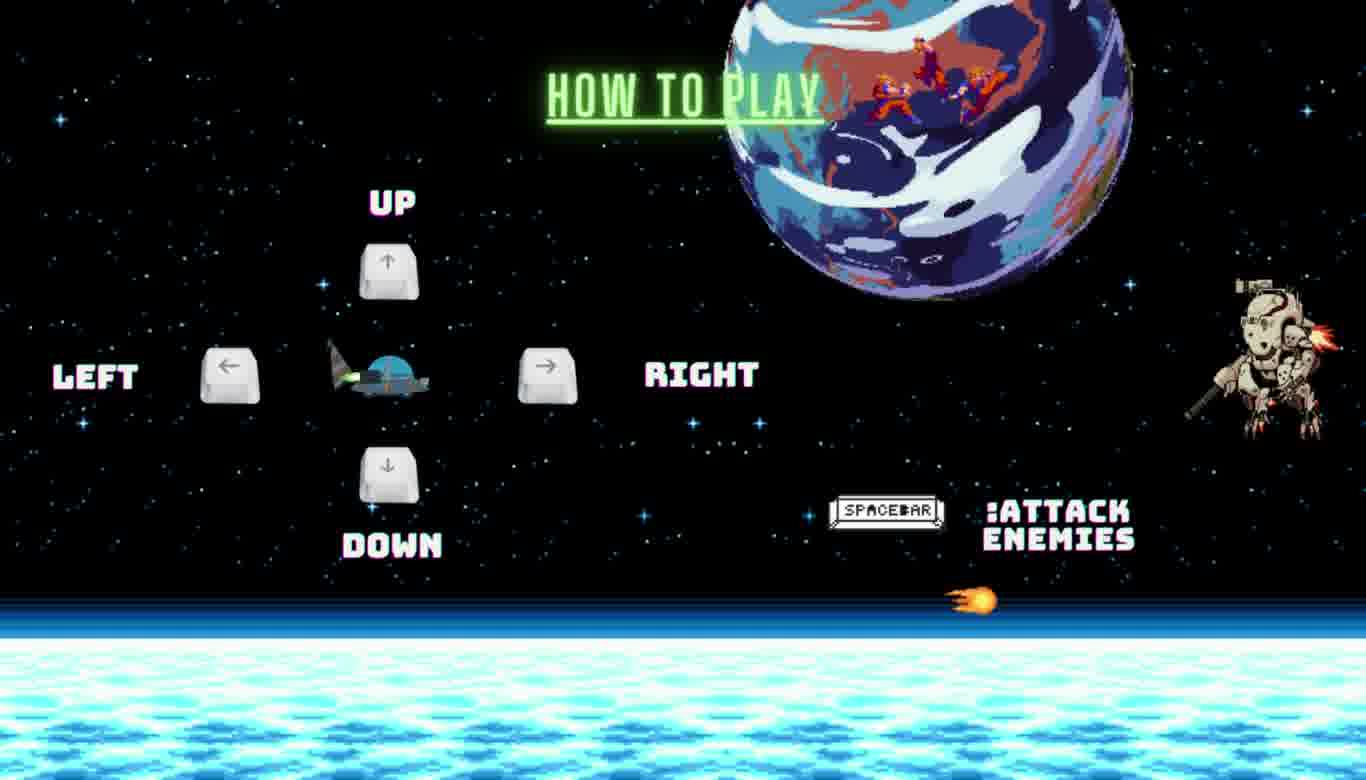 HOW TO PLAY
UP
LEFT
RIGHT
SPACEBAR
:ATTACK
ENEMIES
DOWN